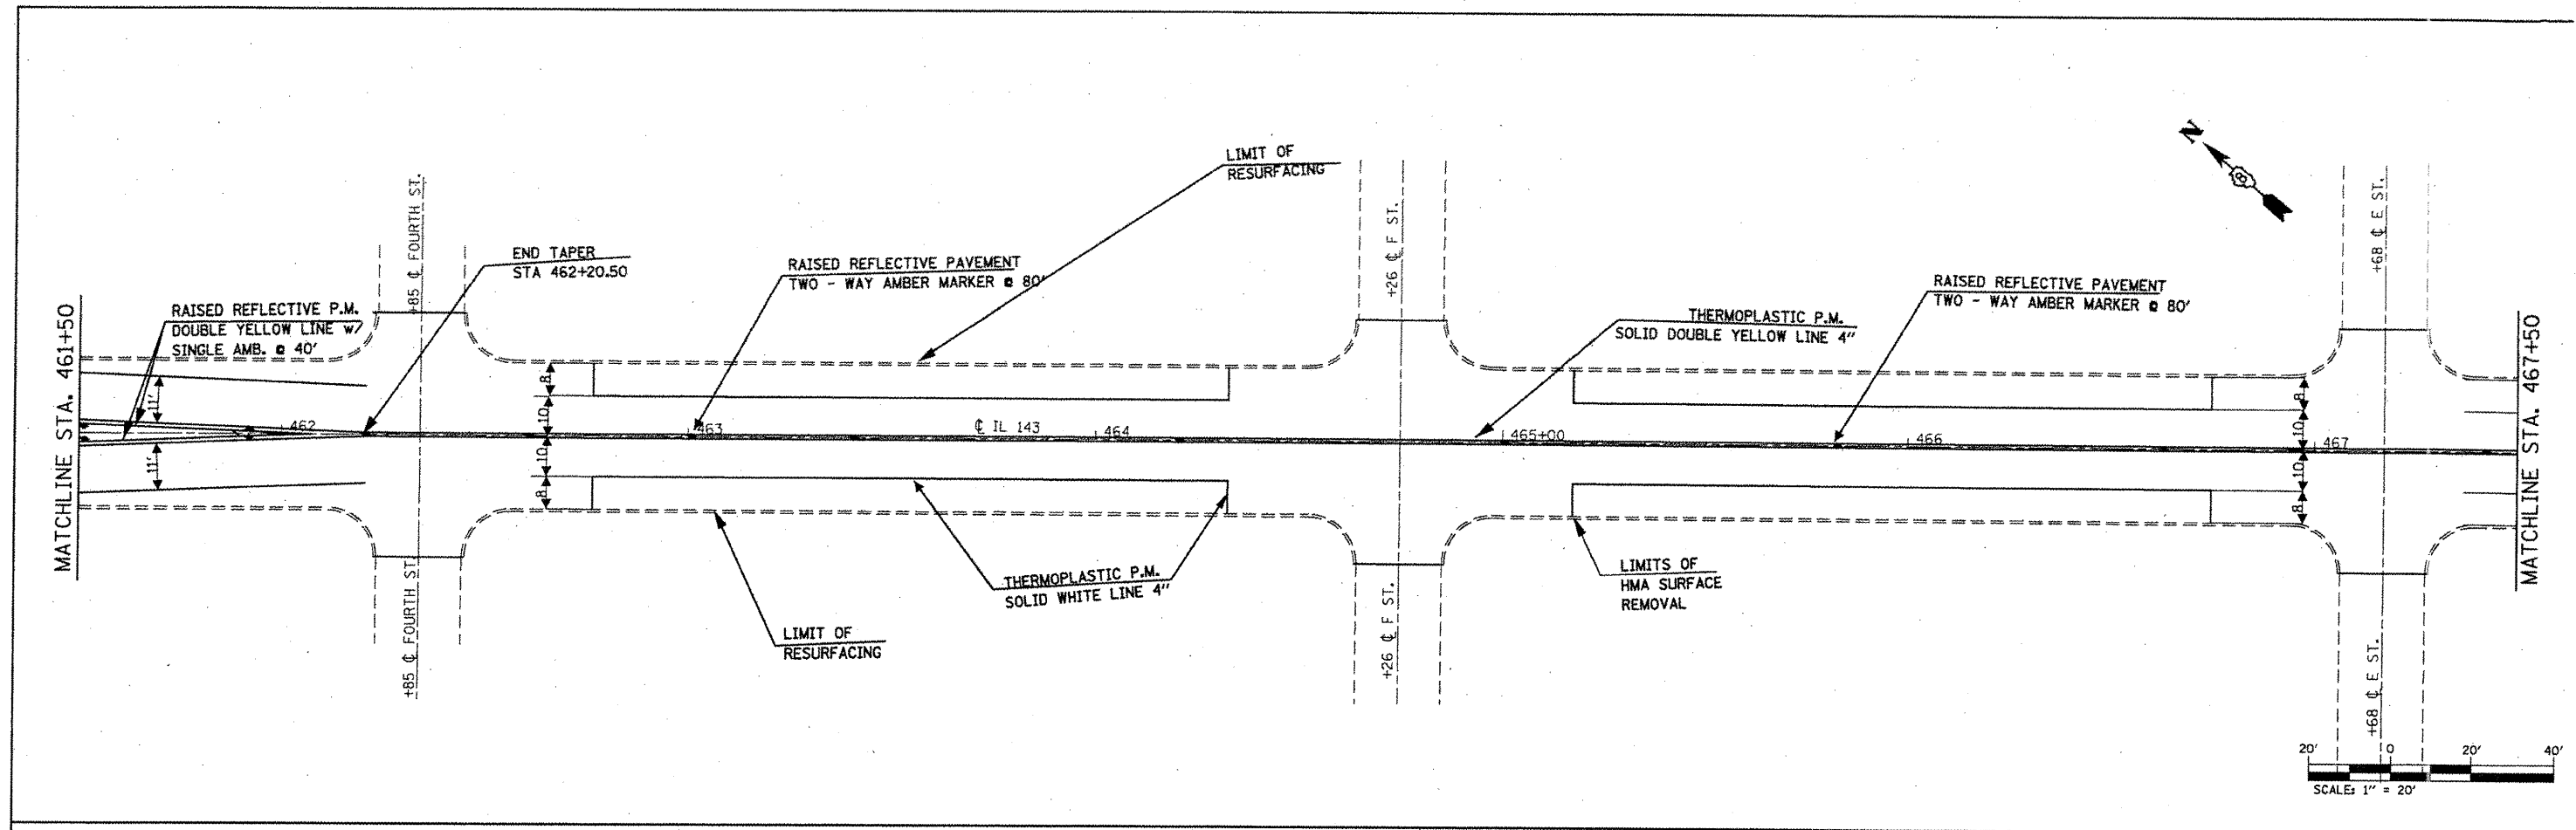 MATCHLINE STA. 461+50
RAISED REFLECTIVE P.M.
DOUBLE YELLOW LINE w/
SINGLE AMB. @ 40'
11'
11'
462
+85 ℄ FOURTH ST.
+85 ℄ FOURTH ST.
END TAPER
STA 462+20.50
8
10
10
8
463
RAISED REFLECTIVE PAVEMENT
TWO - WAY AMBER MARKER @ 80'
LIMIT OF
RESURFACING
℄ IL 143
464
LIMIT OF
RESURFACING
THERMOPLASTIC P.M.
SOLID WHITE LINE 4"
+26 ℄ F ST.
+26 ℄ F ST.
THERMOPLASTIC P.M.
SOLID DOUBLE YELLOW LINE 4"
465+00
LIMITS OF
HMA SURFACE
REMOVAL
RAISED REFLECTIVE PAVEMENT
TWO - WAY AMBER MARKER @ 80'
466
N
8
8
10
10
8
467
+68 ℄ E ST.
+68 ℄ E ST.
MATCHLINE STA. 467+50
20' 0 20' 40'
SCALE: 1" = 20'